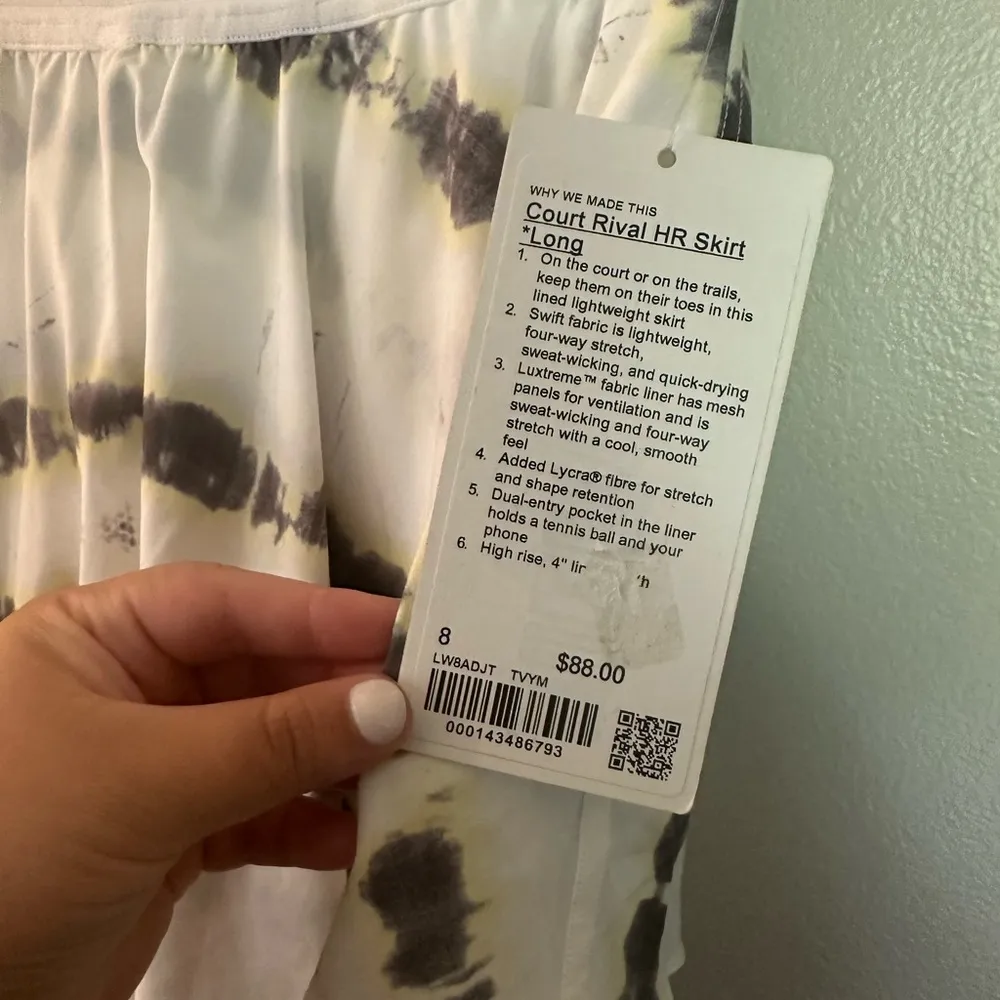 WHY WE MADE THIS
Court Rival HR Skirt
*Long
1. On the court or on the trails,
keep them on their toes in this
lined lightweight skirt
2. Swift fabric is lightweight,
four-way stretch,
sweat-wicking, and quick-drying
3. Luxtreme™ fabric liner has mesh
panels for ventilation and is
sweat-wicking and four-way
stretch with a cool, smooth
feel
4. Added Lycra® fibre for stretch
and shape retention
5. Dual-entry pocket in the liner
holds a tennis ball and your
phone
6. High rise, 4"
8
$88.00
LW8ADJT TVYM
000143486793